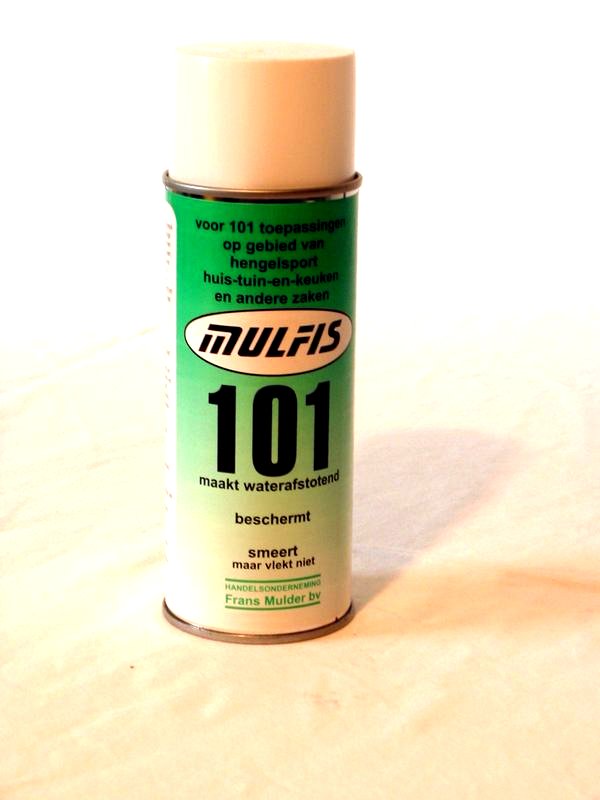 voor 101 toepassingen
op gebied van
hengelsport
huis-tuin-en-keuken
en andere zaken
MULFIS
101
maakt waterafstotend
beschermt
smeert
maar vlekt niet
HANDELSONDERNEMING
Frans Mulder bv